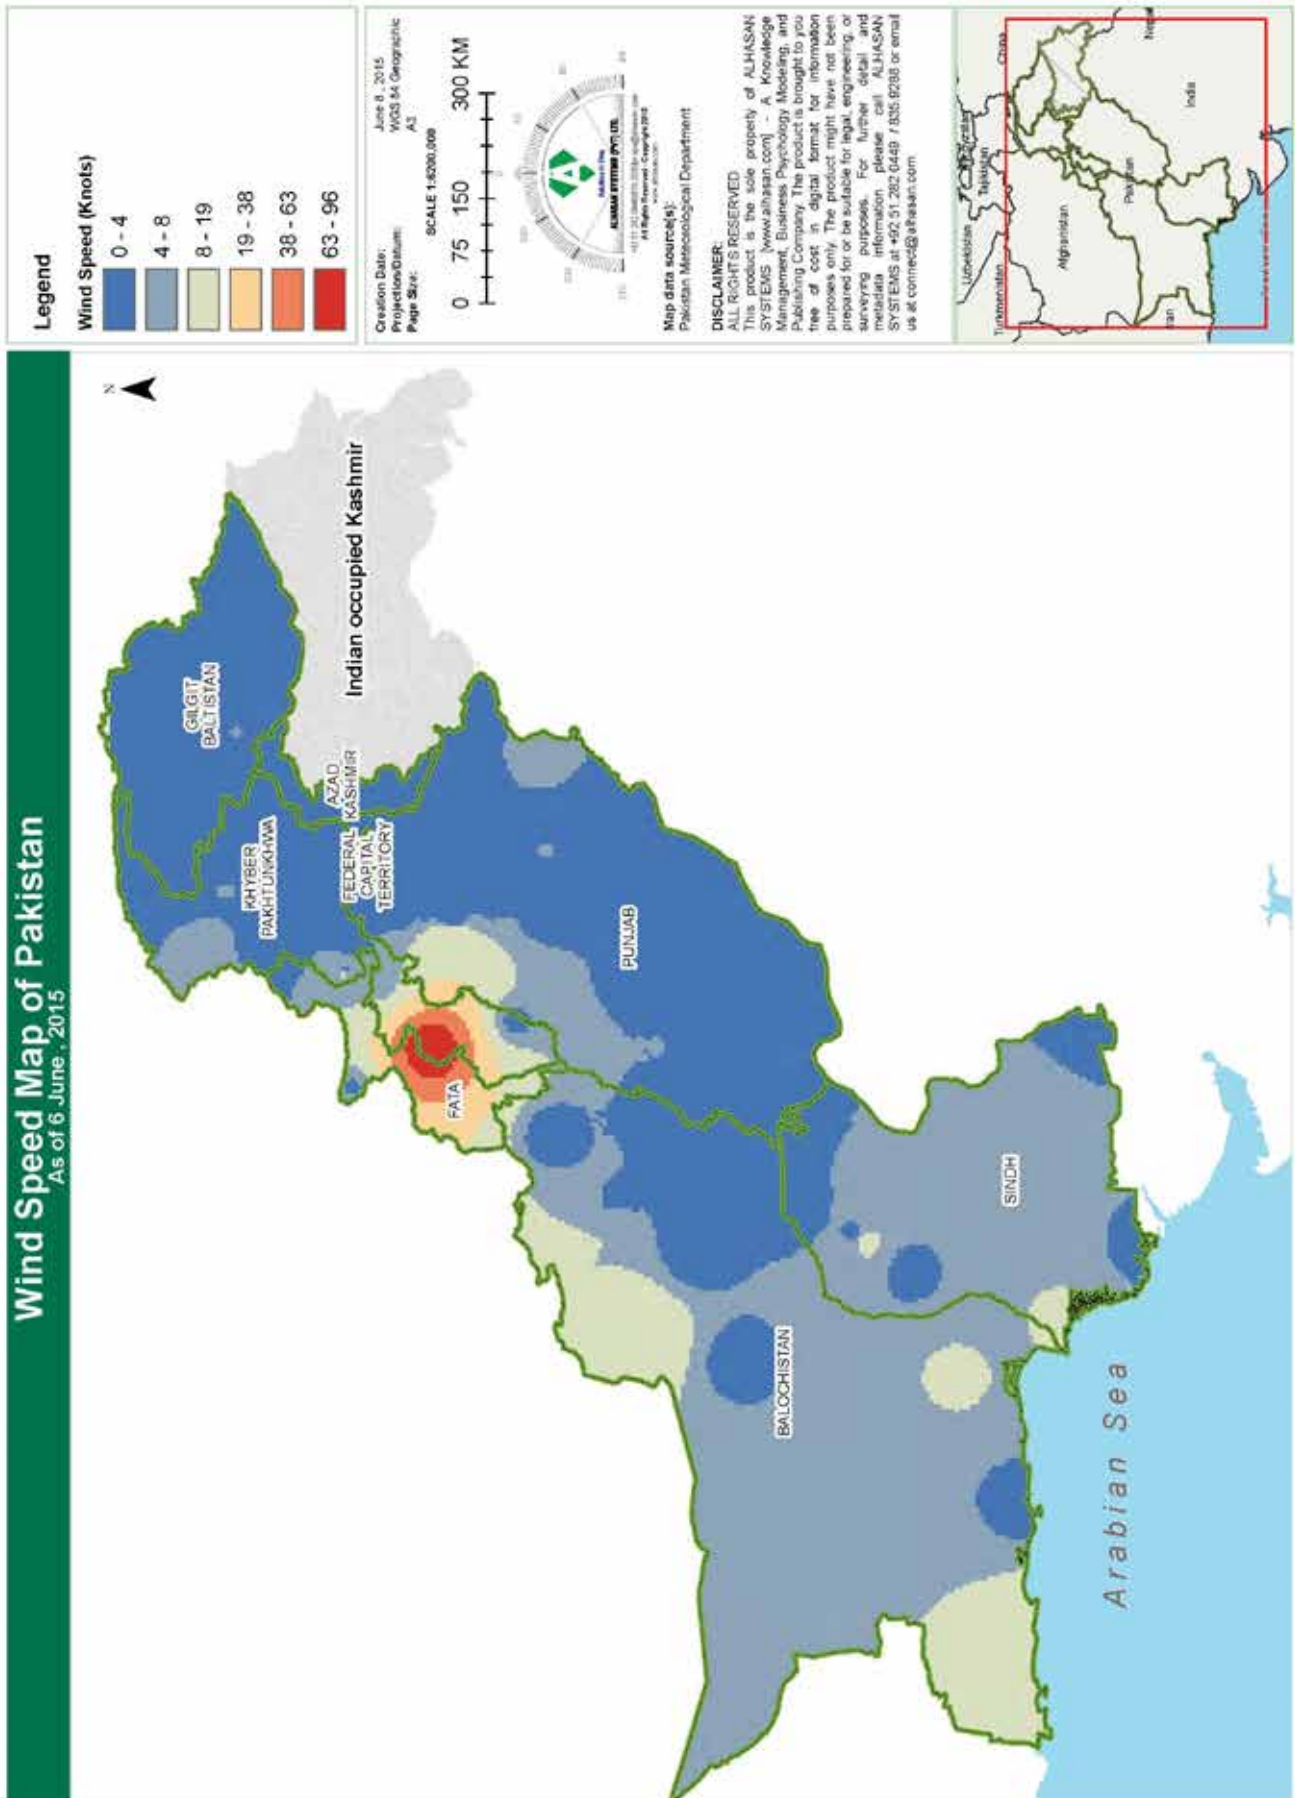 Wind Speed Map of Pakistan
As of 6 June, 2015
N
GILGIT
BALTISTAN
KHYBER
PAKHTUNKHWA
AZAD
KASHMIR
FEDERAL
CAPITAL
TERRITORY
Indian occupied Kashmir
FATA
PUNJAB
BALOCHISTAN
SINDH
Arabian Sea
Legend
Wind Speed (Knots)
0 - 4
4 - 8
8 - 19
19 - 38
38 - 63
63 - 96
Creation Date: June 8, 2015
Projection/Datum: WGS 84 Geographic
Page Size: A3
SCALE 1:6200,000
0 75 150 300 KM
ALHASAN SYSTEMS (PVT) LTD.
Map data source(s):
Pakistan Meteological Department
DISCLAIMER:
ALL RIGHTS RESERVED
This product is the sole property of ALHASAN
SYSTEMS [www.alhasan.com] - A Knowledge
Management, Business Psychology Modeling, and
Publishing Company. The product is brought to you
free of cost in digital format for information
purposes only. The product might have not been
prepared for or be suitable for legal, engineering, or
surveying purposes. For further detail and
metadata information please call ALHASAN
SYSTEMS at +92.51.282.0449 / 835.9288 or email
us at connect@alhasan.com
Uzbekistan
Tajikistan
China
Turkmenistan
Afghanistan
Pakistan
Iran
India
Nepal